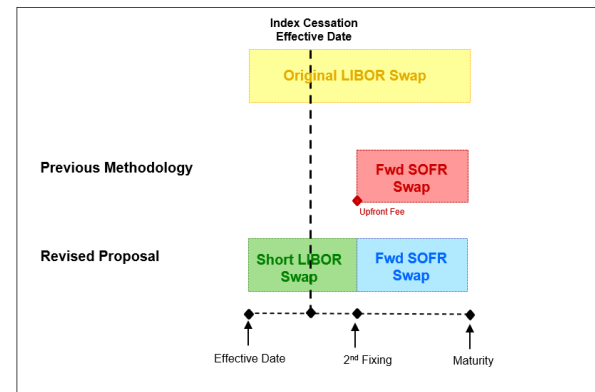 Index Cessation
Effective Date
Original LIBOR Swap
Previous Methodology
Fwd SOFR
Swap
Upfront Fee
Revised Proposal
Short LIBOR
Swap
Fwd SOFR
Swap
Effective Date
2nd Fixing
Maturity